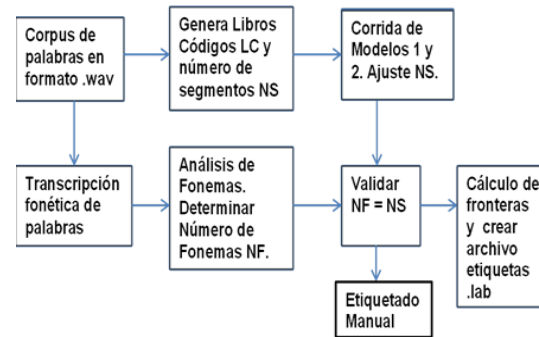 Corpus de
palabras en
formato .wav
Genera Libros
Códigos LC y
número de
segmentos NS
Corrida de
Modelos 1 y
2. Ajuste NS.
Transcripción
fonética de
palabras
Análisis de
Fonemas.
Determinar
Número de
Fonemas NF.
Validar
NF = NS
Cálculo de
fronteras
y crear
archivo
etiquetas
.lab
Etiquetado
Manual